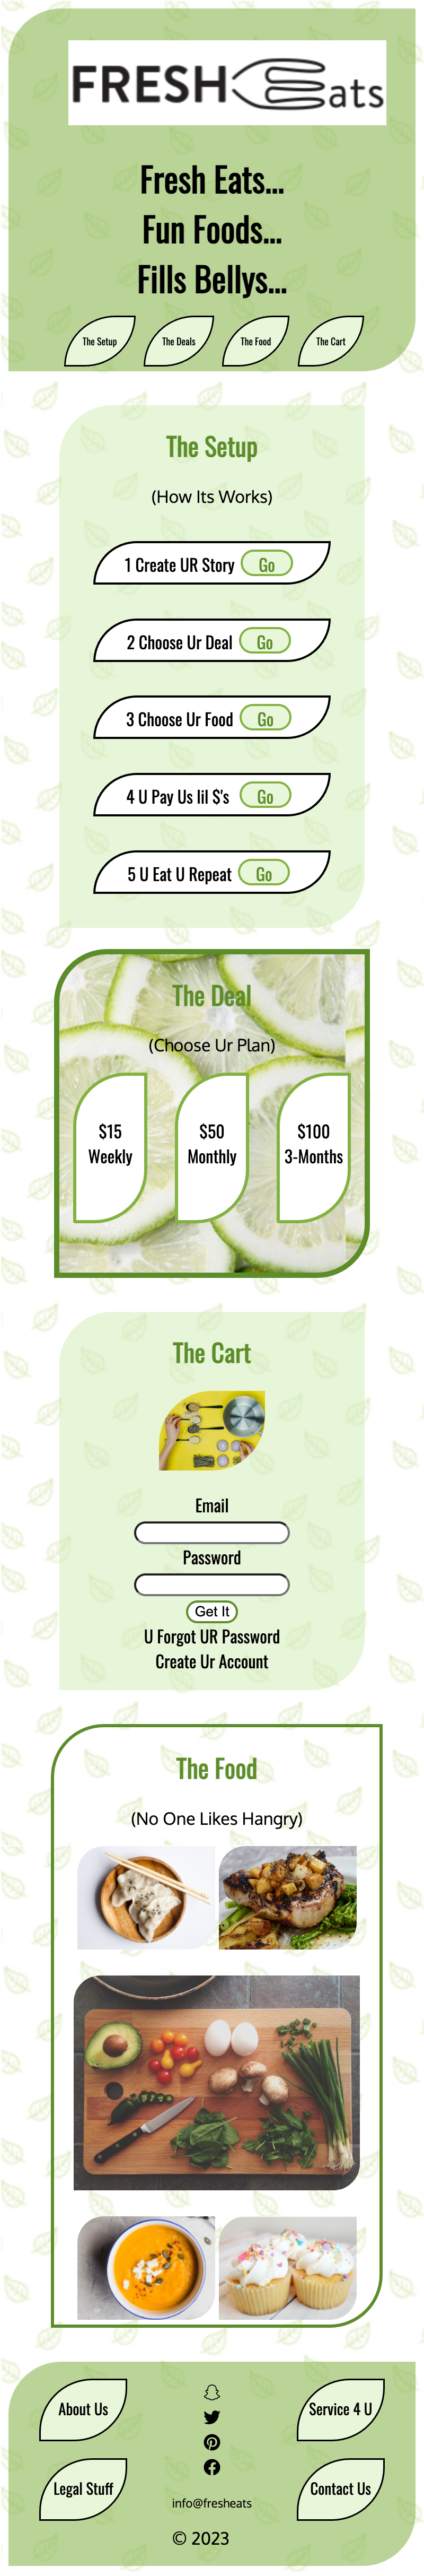 FRESH Eats
Fresh Eats...
Fun Foods...
Fills Bellys...
The Setup
The Deals
The Food
The Cart
The Setup
(How Its Works)
1 Create UR Story Go
2 Choose Ur Deal Go
3 Choose Ur Food Go
4 U Pay Us lil $'s Go
5 U Eat U Repeat Go
The Deal
(Choose Ur Plan)
$15
Weekly
$50
Monthly
$100
3-Months
The Cart
Email
Password
Get It
U Forgot UR Password
Create Ur Account
The Food
(No One Likes Hangry)
About Us
Service 4 U
Legal Stuff
Contact Us
info@fresheats
© 2023